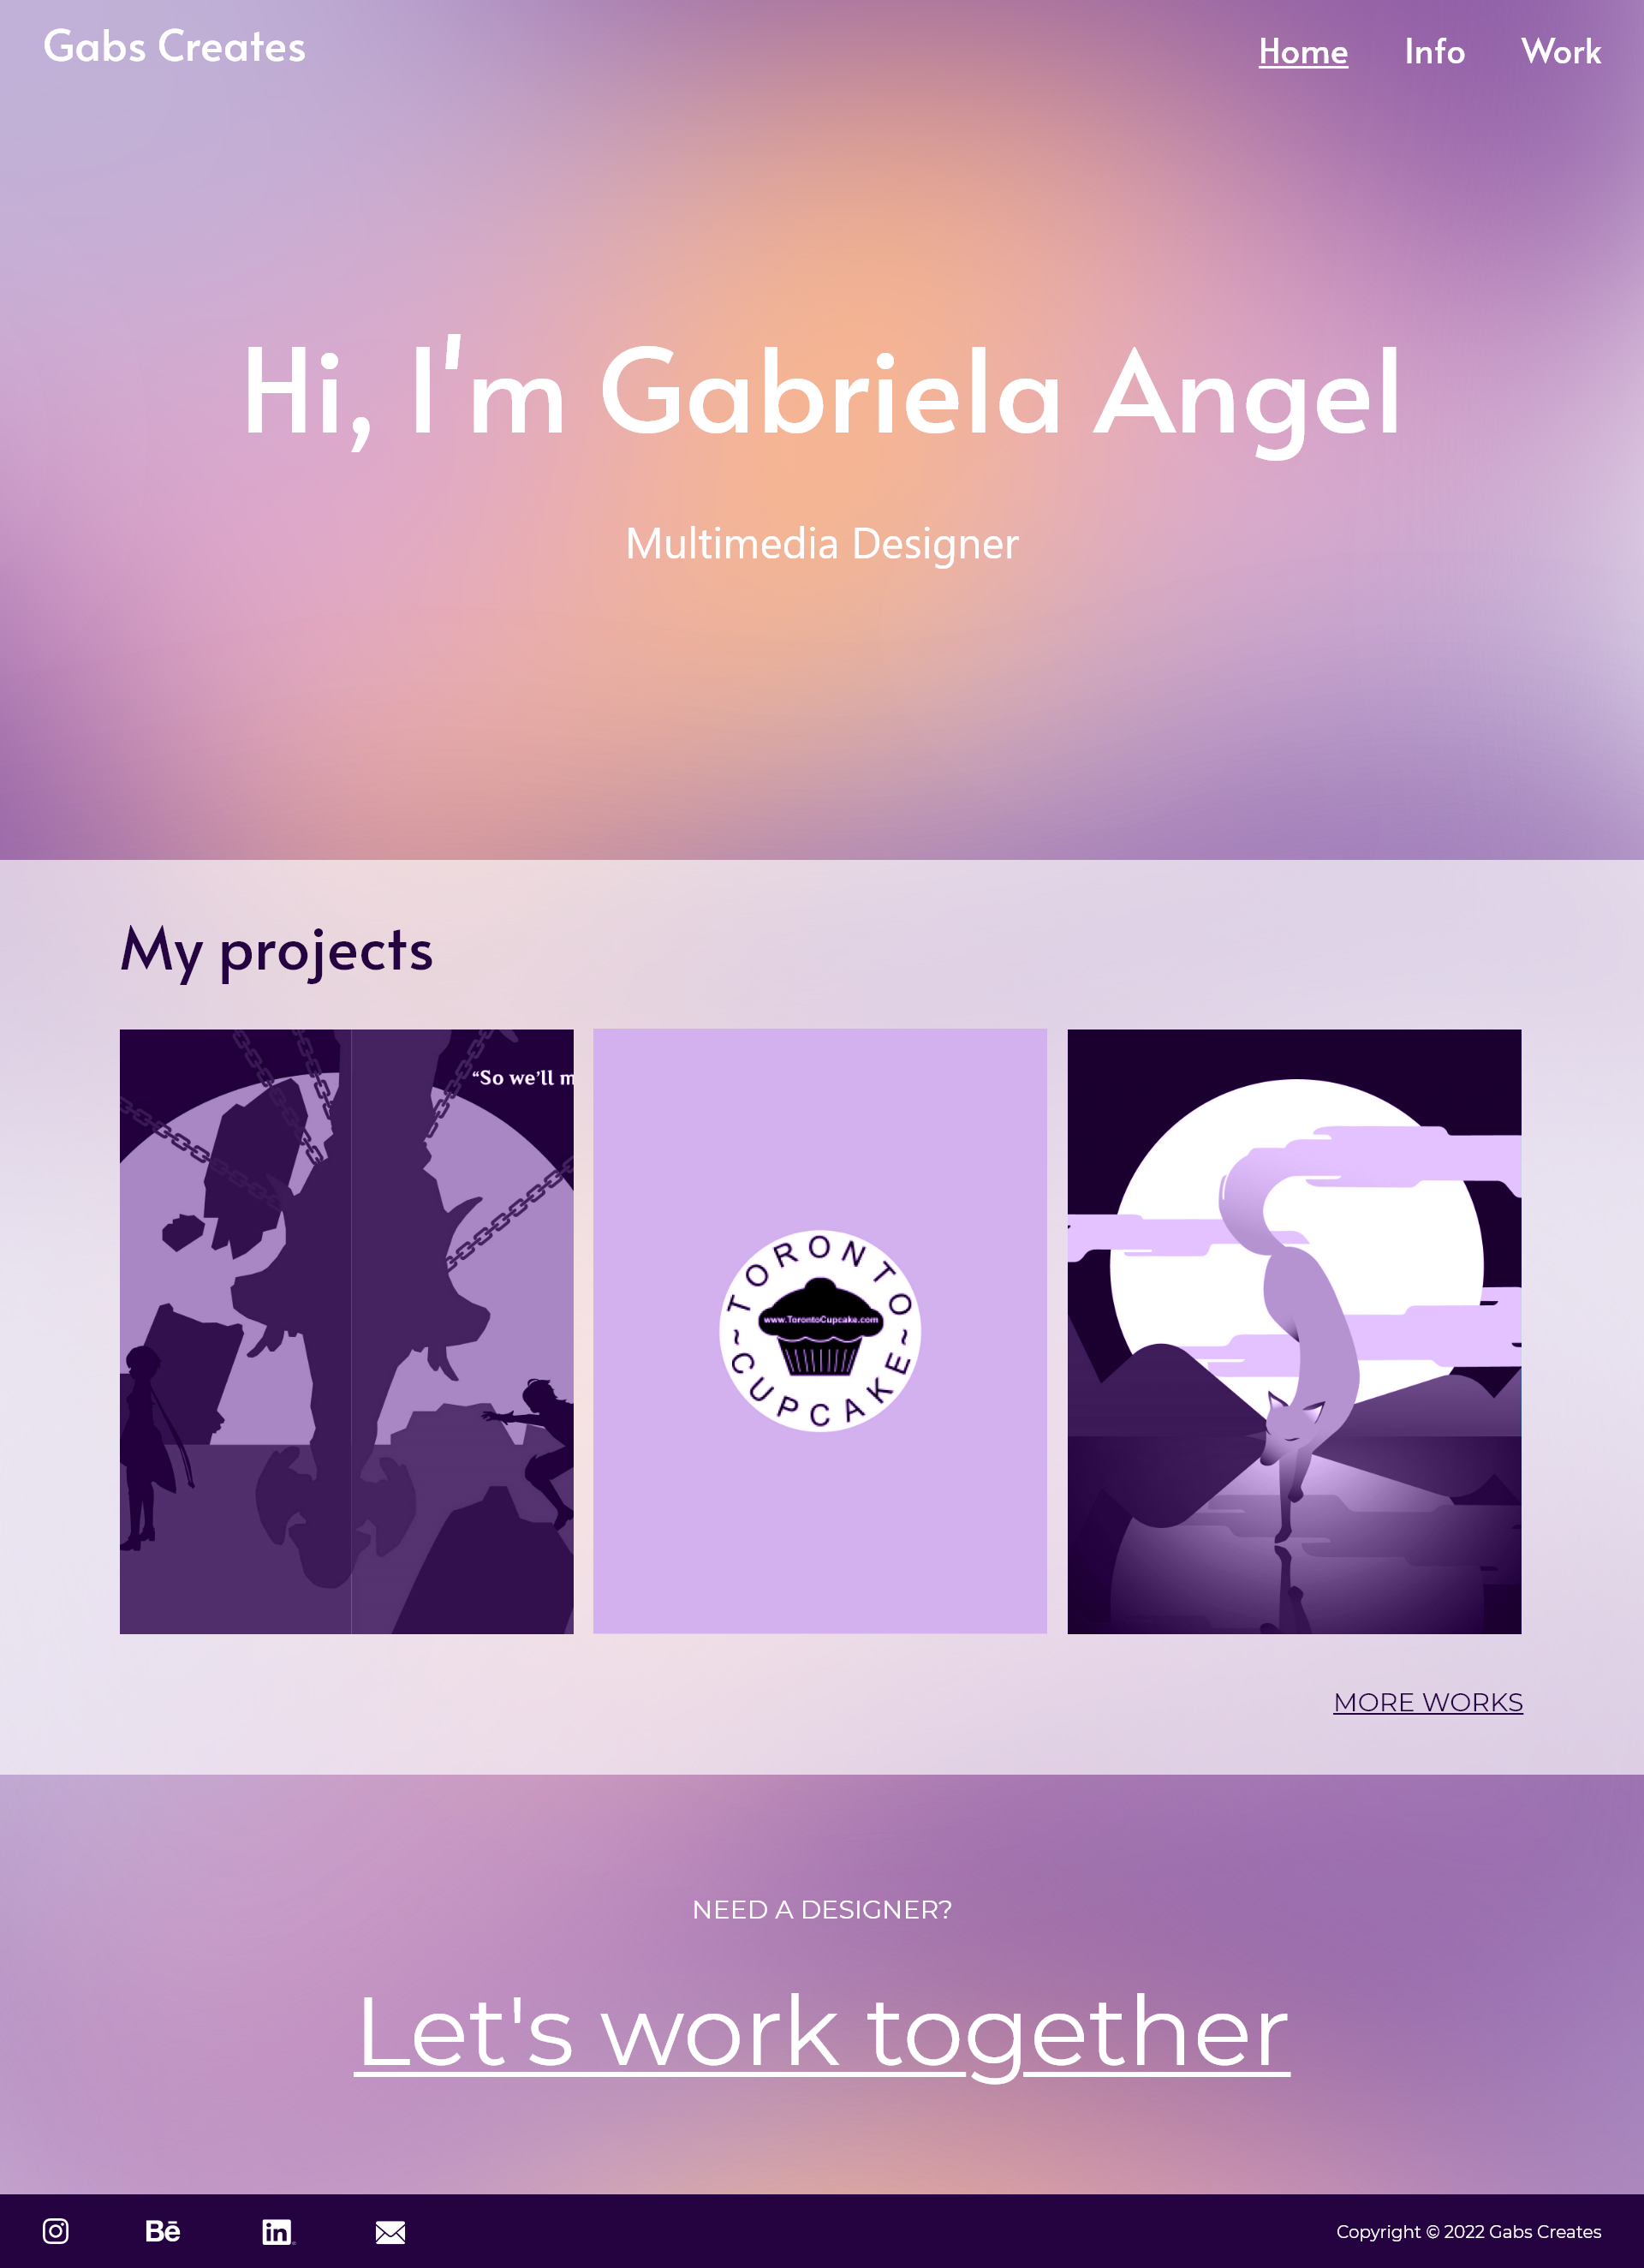 Gabs Creates
Home Info Work
Hi, I'm Gabriela Angel
Multimedia Designer
My projects
“So we’ll m
TORONTO
www.TorontoCupcake.com
~CUPCAKE~
MORE WORKS
NEED A DESIGNER?
Let's work together
Bē in
Copyright © 2022 Gabs Creates